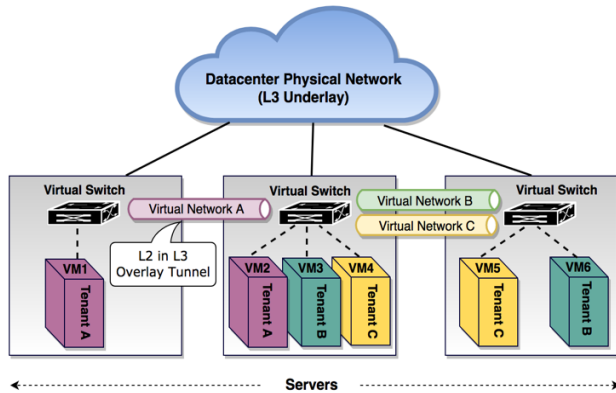 Datacenter Physical Network
(L3 Underlay)
Virtual Switch
Virtual Network A
L2 in L3
Overlay Tunnel
VM1
Tenant A
Virtual Switch
Virtual Network B
Virtual Network C
VM2
Tenant A
VM3
Tenant B
VM4
Tenant C
Virtual Switch
VM5
Tenant C
VM6
Tenant B
Servers